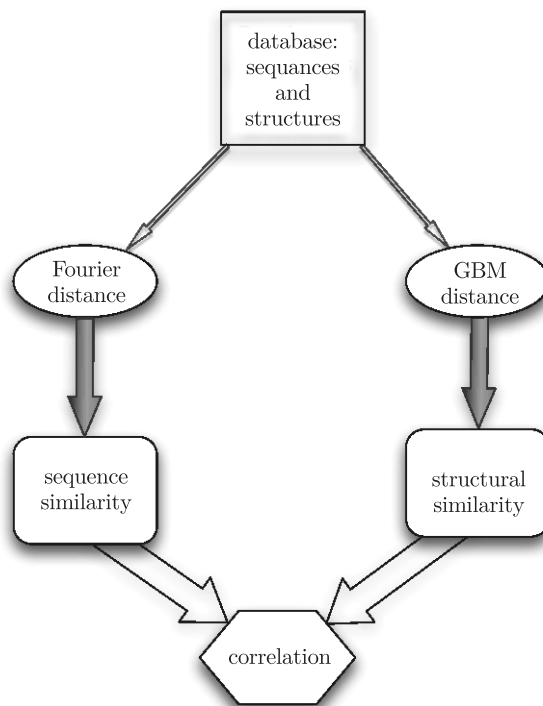 database:
sequances
and
structures
Fourier
distance
GBM
distance
sequence
similarity
structural
similarity
correlation